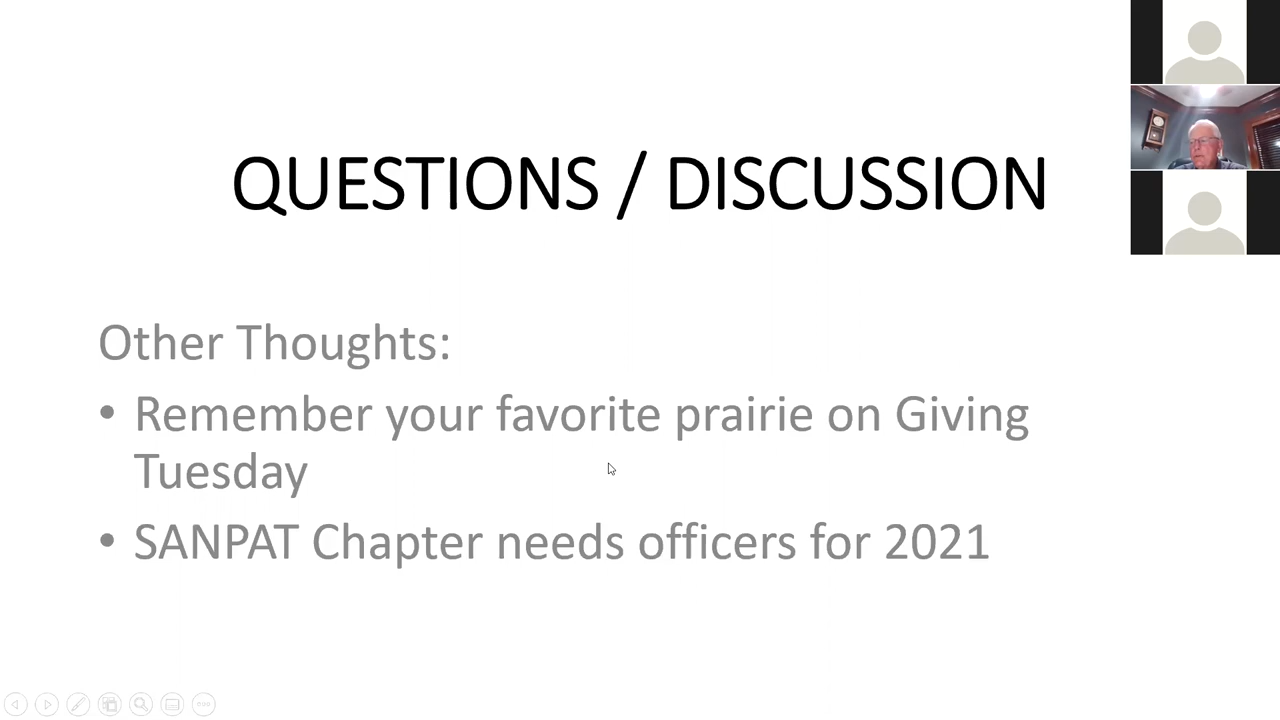 QUESTIONS / DISCUSSION
Other Thoughts:
• Remember your favorite prairie on Giving
Tuesday
• SANPAT Chapter needs officers for 2021